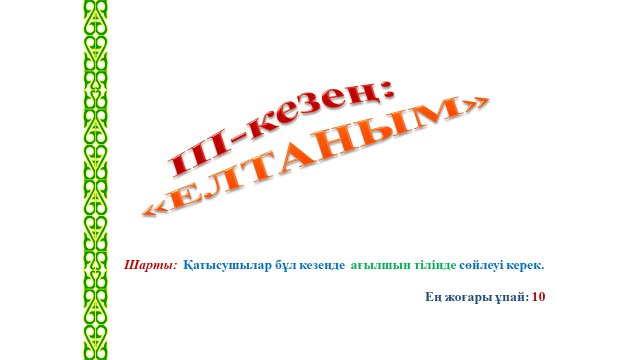 ІІІ-кезең:
«ЕЛТАНЫМ»
Шарты: Қатысушылар бұл кезеңде ағылшын тілінде сөйлеуі керек.
Ең жоғары ұпай: 10